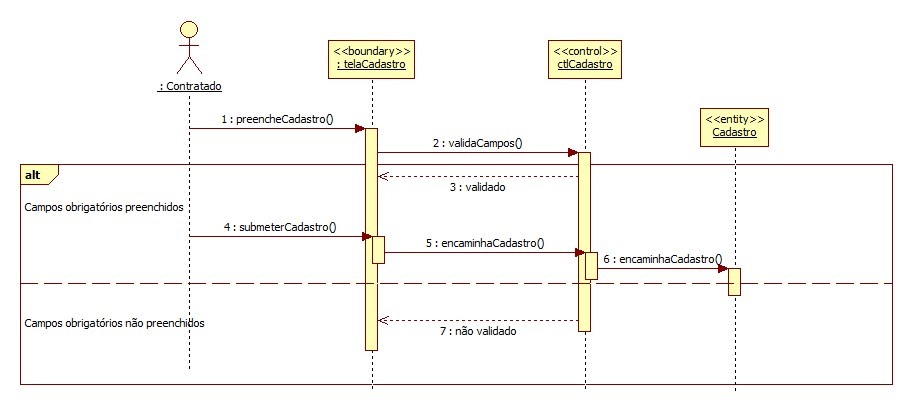 <<boundary>>
: telaCadastro
<<control>>
ctlCadastro
: Contratado
<<entity>>
Cadastro
1 : preencheCadastro()
2 : validaCampos()
alt
3 : validado
Campos obrigatórios preenchidos
4 : submeterCadastro()
5 : encaminhaCadastro()
6 : encaminhaCadastro()
Campos obrigatórios não preenchidos
7 : não validado